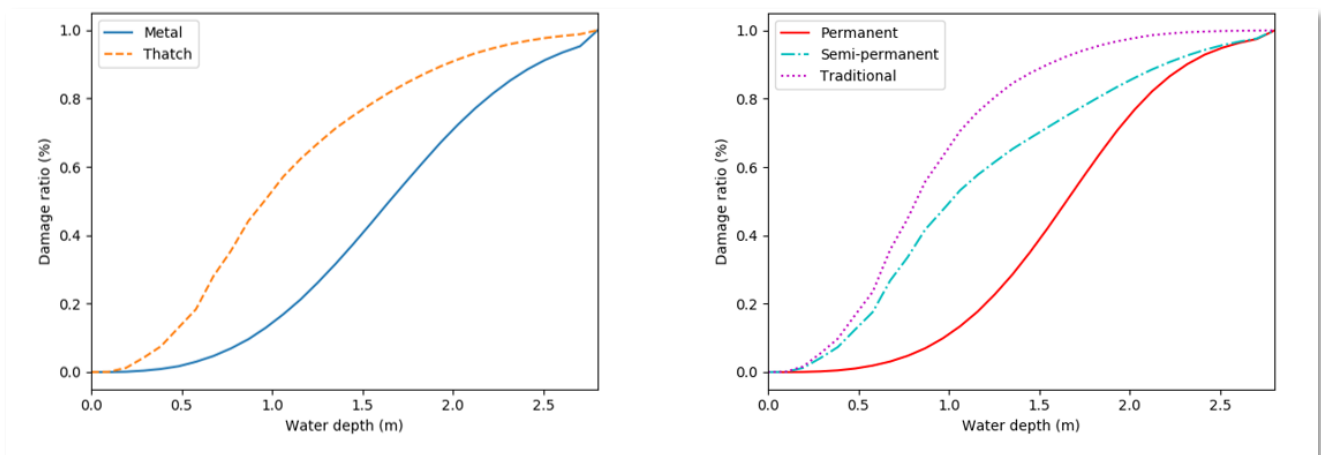 Metal
Thatch
Damage ratio (%)
1.0
0.8
0.6
0.4
0.2
0.0
0.0 0.5 1.0 1.5 2.0 2.5
Water depth (m)
Permanent
Semi-permanent
Traditional
Damage ratio (%)
1.0
0.8
0.6
0.4
0.2
0.0
0.0 0.5 1.0 1.5 2.0 2.5
Water depth (m)